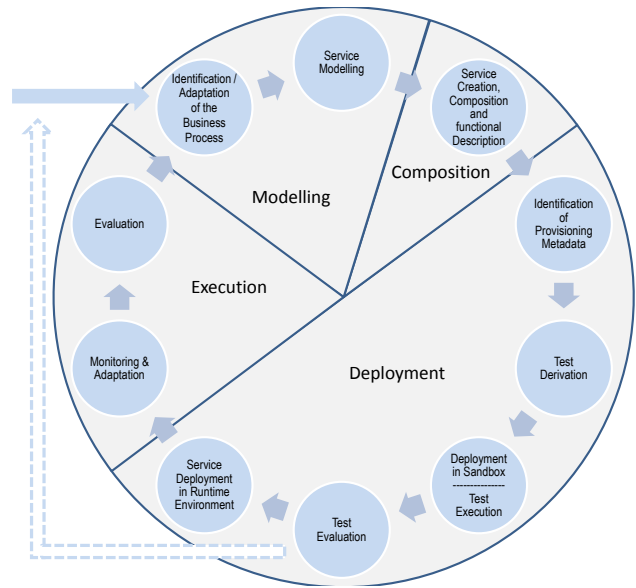 Identification /
Adaptation
of the
Business
Process
Service
Modelling
Service
Creation,
Composition
and
functional
Description
Modelling
Composition
Identification
of
Provisioning
Metadata
Evaluation
Execution
Deployment
Monitoring &
Adaptation
Test
Derivation
Deployment
in Sandbox
---------------
Test
Execution
Service
Deployment
in Runtime
Environment
Test
Evaluation